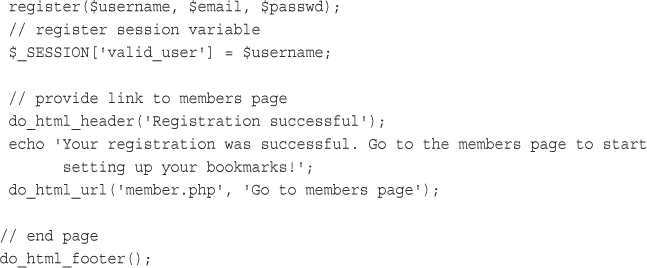 register($username, $email, $passwd);
// register session variable
$_SESSION['valid_user'] = $username;

// provide link to members page
do_html_header('Registration successful');
echo 'Your registration was successful. Go to the members page to start
setting up your bookmarks!';
do_html_url('member.php', 'Go to members page');

// end page
do_html_footer();